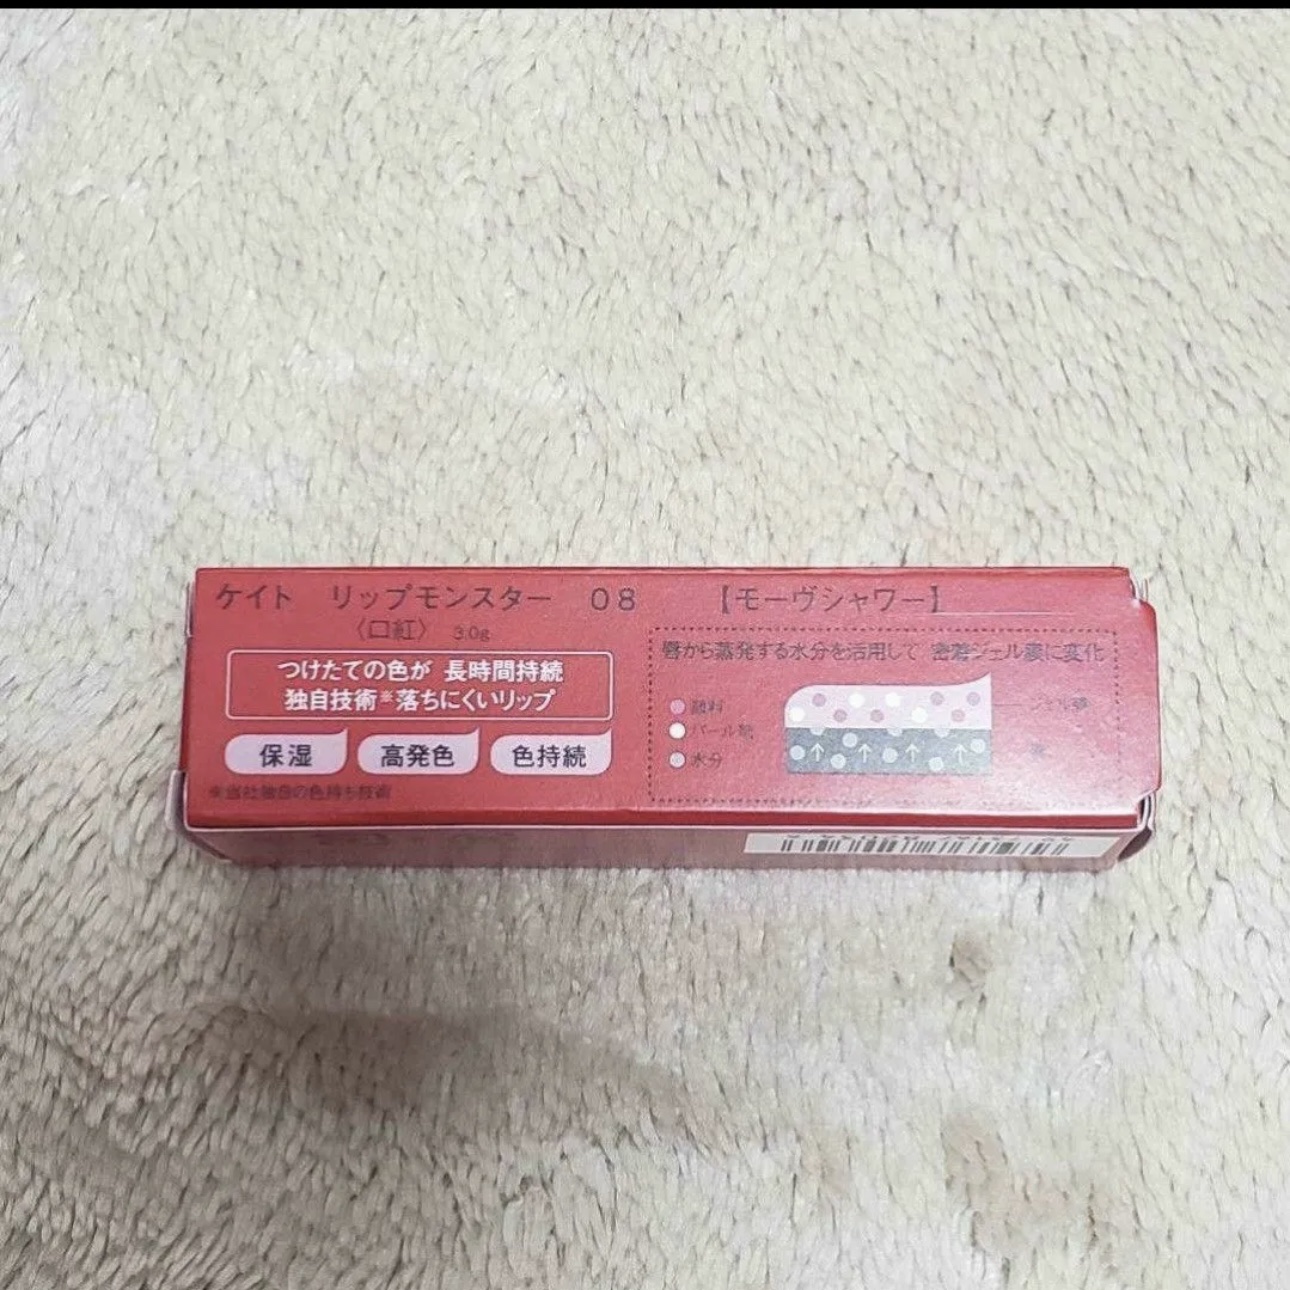 ケイト リップモンスター 08 【モーヴシャワー】
〈口紅〉 3.0g
つけたての色が 長時間持続
独自技術※落ちにくいリップ
保湿 高発色 色持続
※当社独自の色持ち技術
唇から蒸発する水分を活用して 密着ジェル膜に変化
顔料
パール剤
水分
ジェル膜
唇